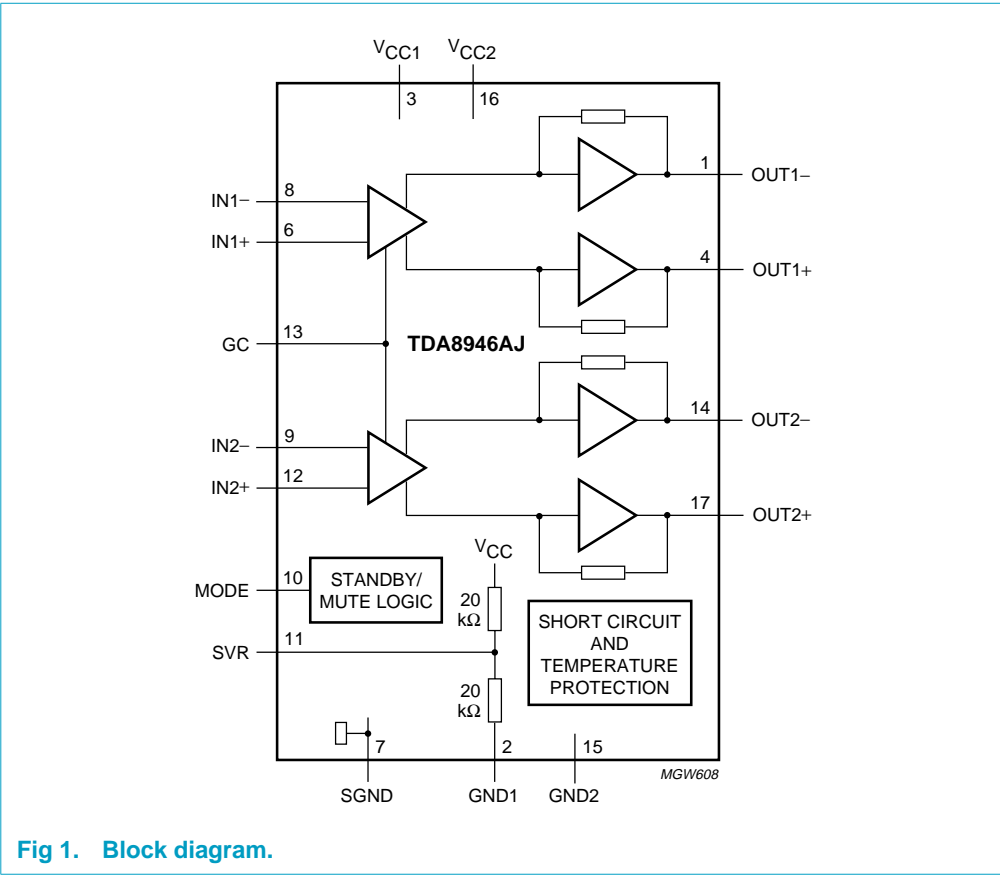 VCC1
VCC2
3
16
1
OUT1−
8
IN1−
6
IN1+
4
OUT1+
13
GC
TDA8946AJ
14
OUT2−
9
IN2−
12
IN2+
17
OUT2+
VCC
10
MODE
STANDBY/
MUTE LOGIC
20
kΩ
SHORT CIRCUIT
AND
TEMPERATURE
PROTECTION
11
SVR
20
kΩ
7
2
15
MGW608
SGND
GND1
GND2
Fig 1. Block diagram.